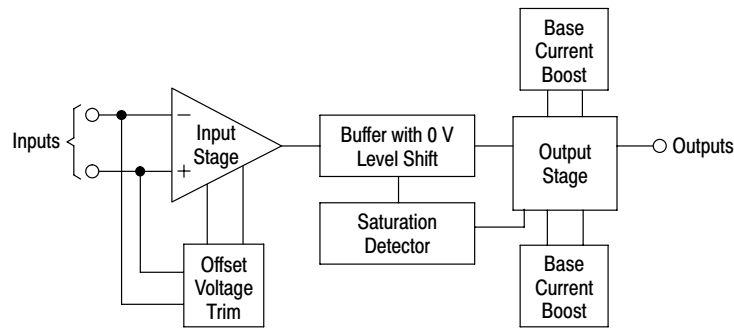 Base
Current
Boost
Inputs
−
+
Input
Stage
Buffer with 0 V
Level Shift
Output
Stage
Outputs
Saturation
Detector
Offset
Voltage
Trim
Base
Current
Boost